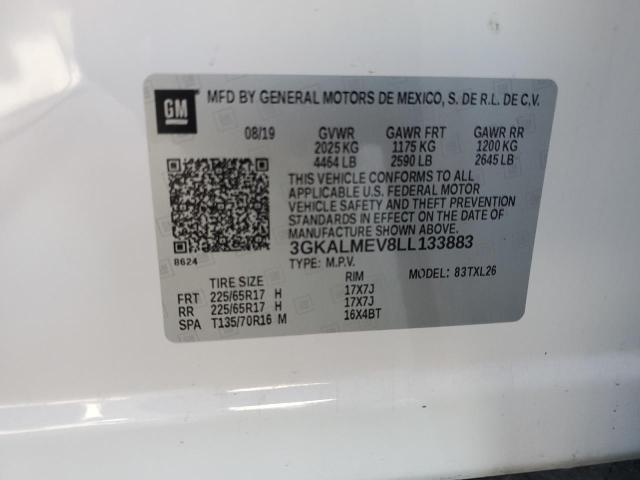 GM MFD BY GENERAL MOTORS DE MEXICO, S. DE R.L. DE C.V.
08/19 GVWR GAWR FRT GAWR RR
2025 KG 1175 KG 1200 KG
4464 LB 2590 LB 2645 LB
THIS VEHICLE CONFORMS TO ALL
APPLICABLE U.S. FEDERAL MOTOR
VEHICLE SAFETY AND THEFT PREVENTION
STANDARDS IN EFFECT ON THE DATE OF
MANUFACTURE SHOWN ABOVE.
3GKALMEV8LL133883
8624 TYPE: M.P.V. MODEL: 83TXL26
TIRE SIZE RIM
FRT 225/65R17 H 17X7J
RR 225/65R17 H 17X7J
SPA T135/70R16 M 16X4BT